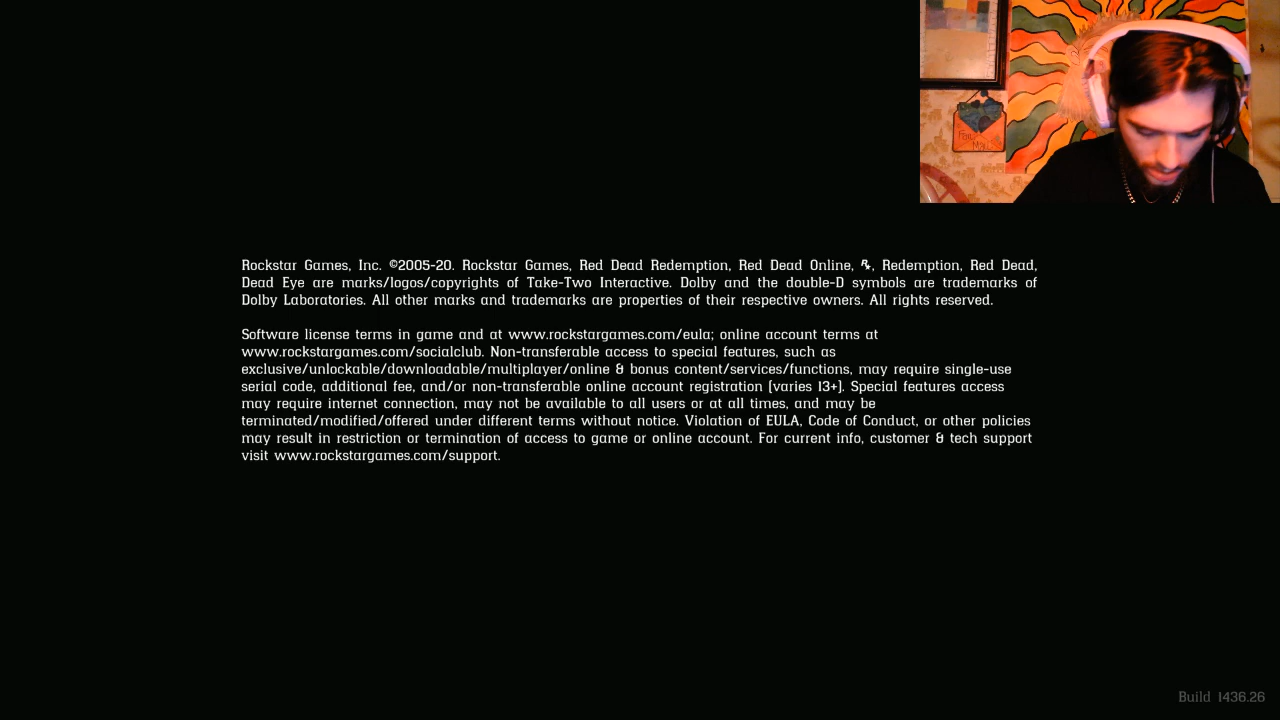 For
Rockstar Games, Inc. ©2005-20. Rockstar Games, Red Dead Redemption, Red Dead Online, R*, Redemption, Red Dead,
Dead Eye are marks/logos/copyrights of Take-Two Interactive. Dolby and the double-D symbols are trademarks of
Dolby Laboratories. All other marks and trademarks are properties of their respective owners. All rights reserved.
Software license terms in game and at www.rockstargames.com/eula; online account terms at
www.rockstargames.com/socialclub. Non-transferable access to special features, such as
exclusive/unlockable/downloadable/multiplayer/online & bonus content/services/functions, may require single-use
serial code, additional fee, and/or non-transferable online account registration (varies 13+). Special features access
may require internet connection, may not be available to all users or at all times, and may be
terminated/modified/offered under different terms without notice. Violation of EULA, Code of Conduct, or other policies
may result in restriction or termination of access to game or online account. For current info, customer & tech support
visit www.rockstargames.com/support.
Build 1436.26